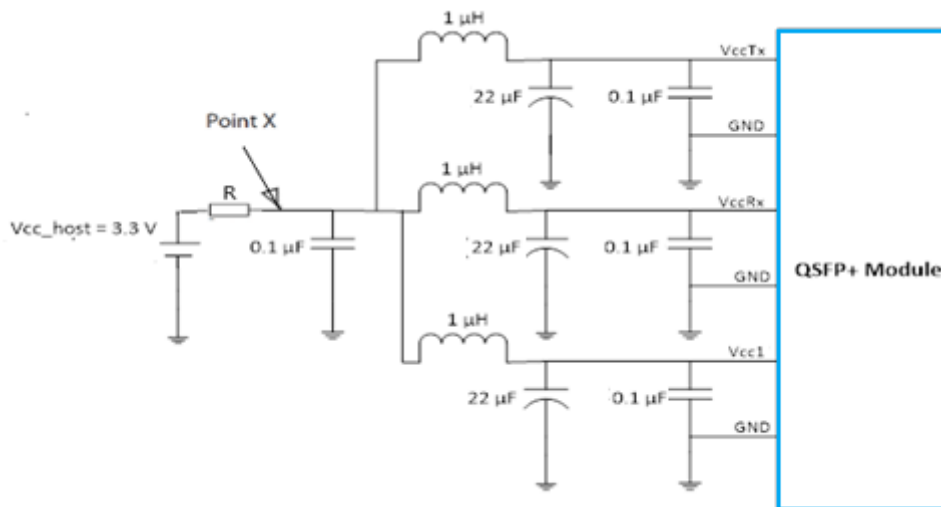 1 μH
VccTx
22 μF
0.1 μF
GND
Point X
1 μH
R
VccRx
Vcc_host = 3.3 V
0.1 μF
22 μF
0.1 μF
QSFP+ Module
GND
1 μH
Vcc1
22 μF
0.1 μF
GND